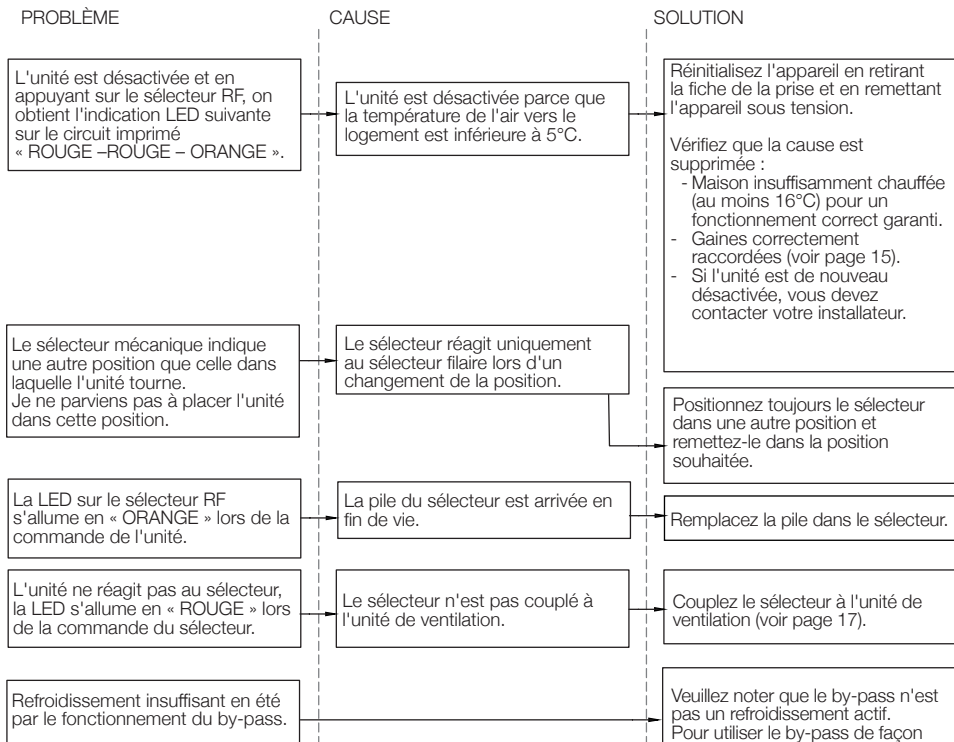 PROBLÈME
CAUSE
SOLUTION
L'unité est désactivée et en
appuyant sur le sélecteur RF, on
obtient l'indication LED suivante
sur le circuit imprimé
« ROUGE –ROUGE – ORANGE ».
L'unité est désactivée parce que
la température de l'air vers le
logement est inférieure à 5°C.
Réinitialisez l'appareil en retirant
la fiche de la prise et en remettant
l'appareil sous tension.
Vérifiez que la cause est
supprimée :
- Maison insuffisamment chauffée
(au moins 16°C) pour un
fonctionnement correct garanti.
- Gaines correctement
raccordées (voir page 15).
- Si l'unité est de nouveau
désactivée, vous devez
contacter votre installateur.
Le sélecteur mécanique indique
une autre position que celle dans
laquelle l'unité tourne.
Je ne parviens pas à placer l'unité
dans cette position.
Le sélecteur réagit uniquement
au sélecteur filaire lors d'un
changement de la position.
Positionnez toujours le sélecteur
dans une autre position et
remettez-le dans la position
souhaitée.
La LED sur le sélecteur RF
s'allume en « ORANGE » lors de la
commande de l'unité.
La pile du sélecteur est arrivée en
fin de vie.
Remplacez la pile dans le sélecteur.
L'unité ne réagit pas au sélecteur,
la LED s'allume en « ROUGE » lors
de la commande du sélecteur.
Le sélecteur n'est pas couplé à
l'unité de ventilation.
Couplez le sélecteur à l'unité de
ventilation (voir page 17).
Refroidissement insuffisant en été
par le fonctionnement du by-pass.
Veuillez noter que le by-pass n'est
pas un refroidissement actif.
Pour utiliser le by-pass de façon